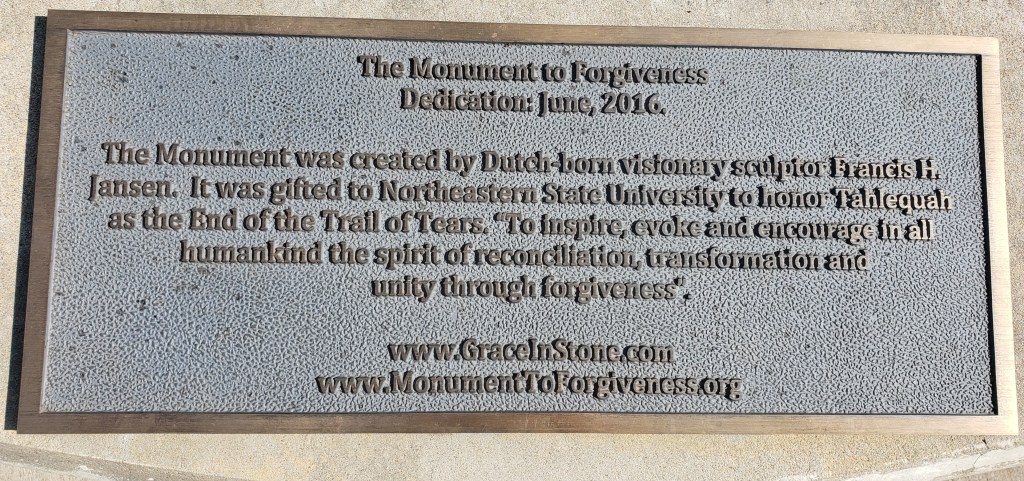 The Monument to Forgiveness
Dedication: June, 2016.
The Monument was created by Dutch-born visionary sculptor Francis H.
Jansen. It was gifted to Northeastern State University to honor Tahlequah
as the End of the Trail of Tears. "To inspire, evoke and encourage in all
humankind the spirit of reconciliation, transformation and
unity through forgiveness".
www.GraceInStone.com
www.MonumentToForgiveness.org